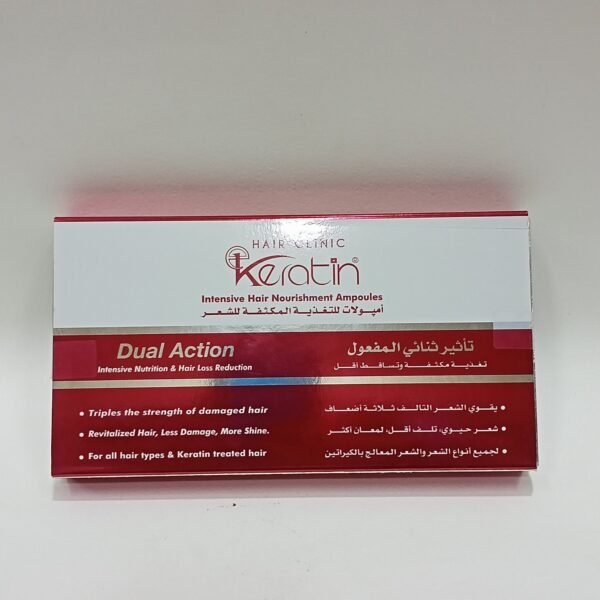 HAIR CLINIC
Keratin
Intensive Hair Nourishment Ampoules
أمبولات للتغذية المكثفة للشعر
Dual Action
Intensive Nutrition & Hair Loss Reduction
تأثير ثنائي المفعول
تغذية مكثفة وتساقط أقل
• Triples the strength of damaged hair
• Revitalized Hair, Less Damage, More Shine.
• For all hair types & Keratin treated hair
• يقوي الشعر التالف ثلاثة أضعاف
• شعر حيوي، تلف أقل، لمعان أكثر
• لجميع أنواع الشعر والشعر المعالج بالكيراتين